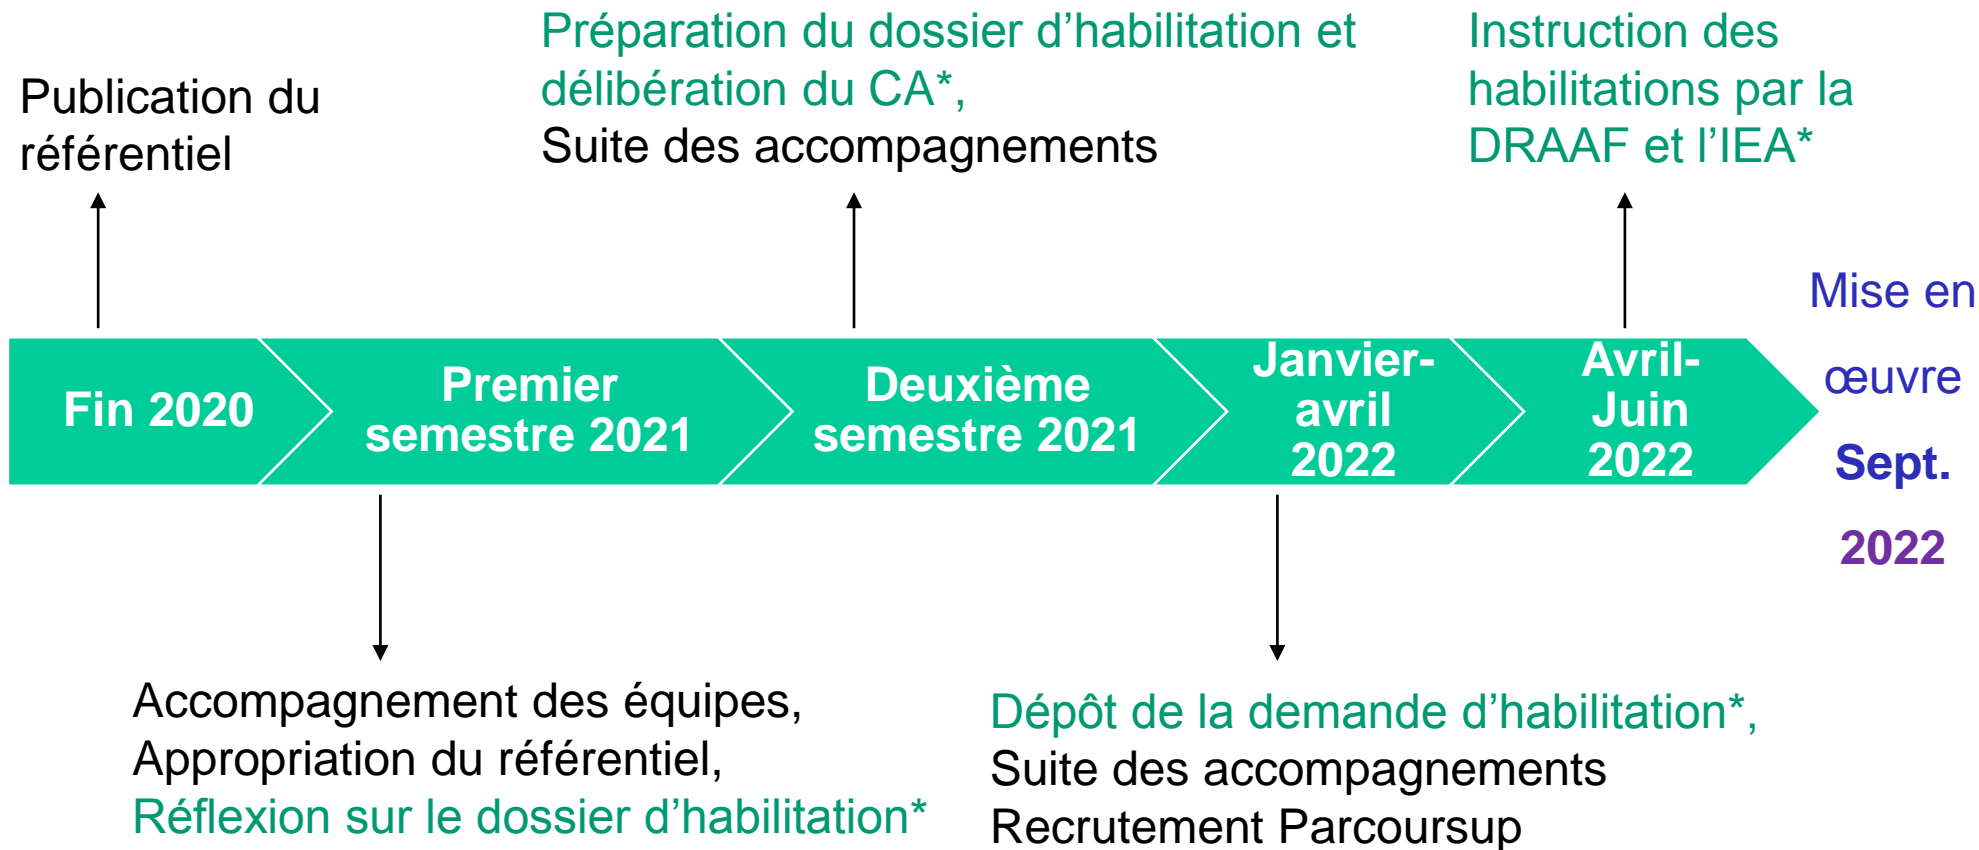 Publication du
référentiel
Préparation du dossier d’habilitation et
délibération du CA*,
Suite des accompagnements
Instruction des
habilitations par la
DRAAF et l’IEA*
Fin 2020
Premier
semestre 2021
Deuxième
semestre 2021
Janvier-
avril
2022
Avril-
Juin
2022
Mise en
œuvre
Sept.
2022
Accompagnement des équipes,
Appropriation du référentiel,
Réflexion sur le dossier d’habilitation*
Dépôt de la demande d’habilitation*,
Suite des accompagnements
Recrutement Parcoursup